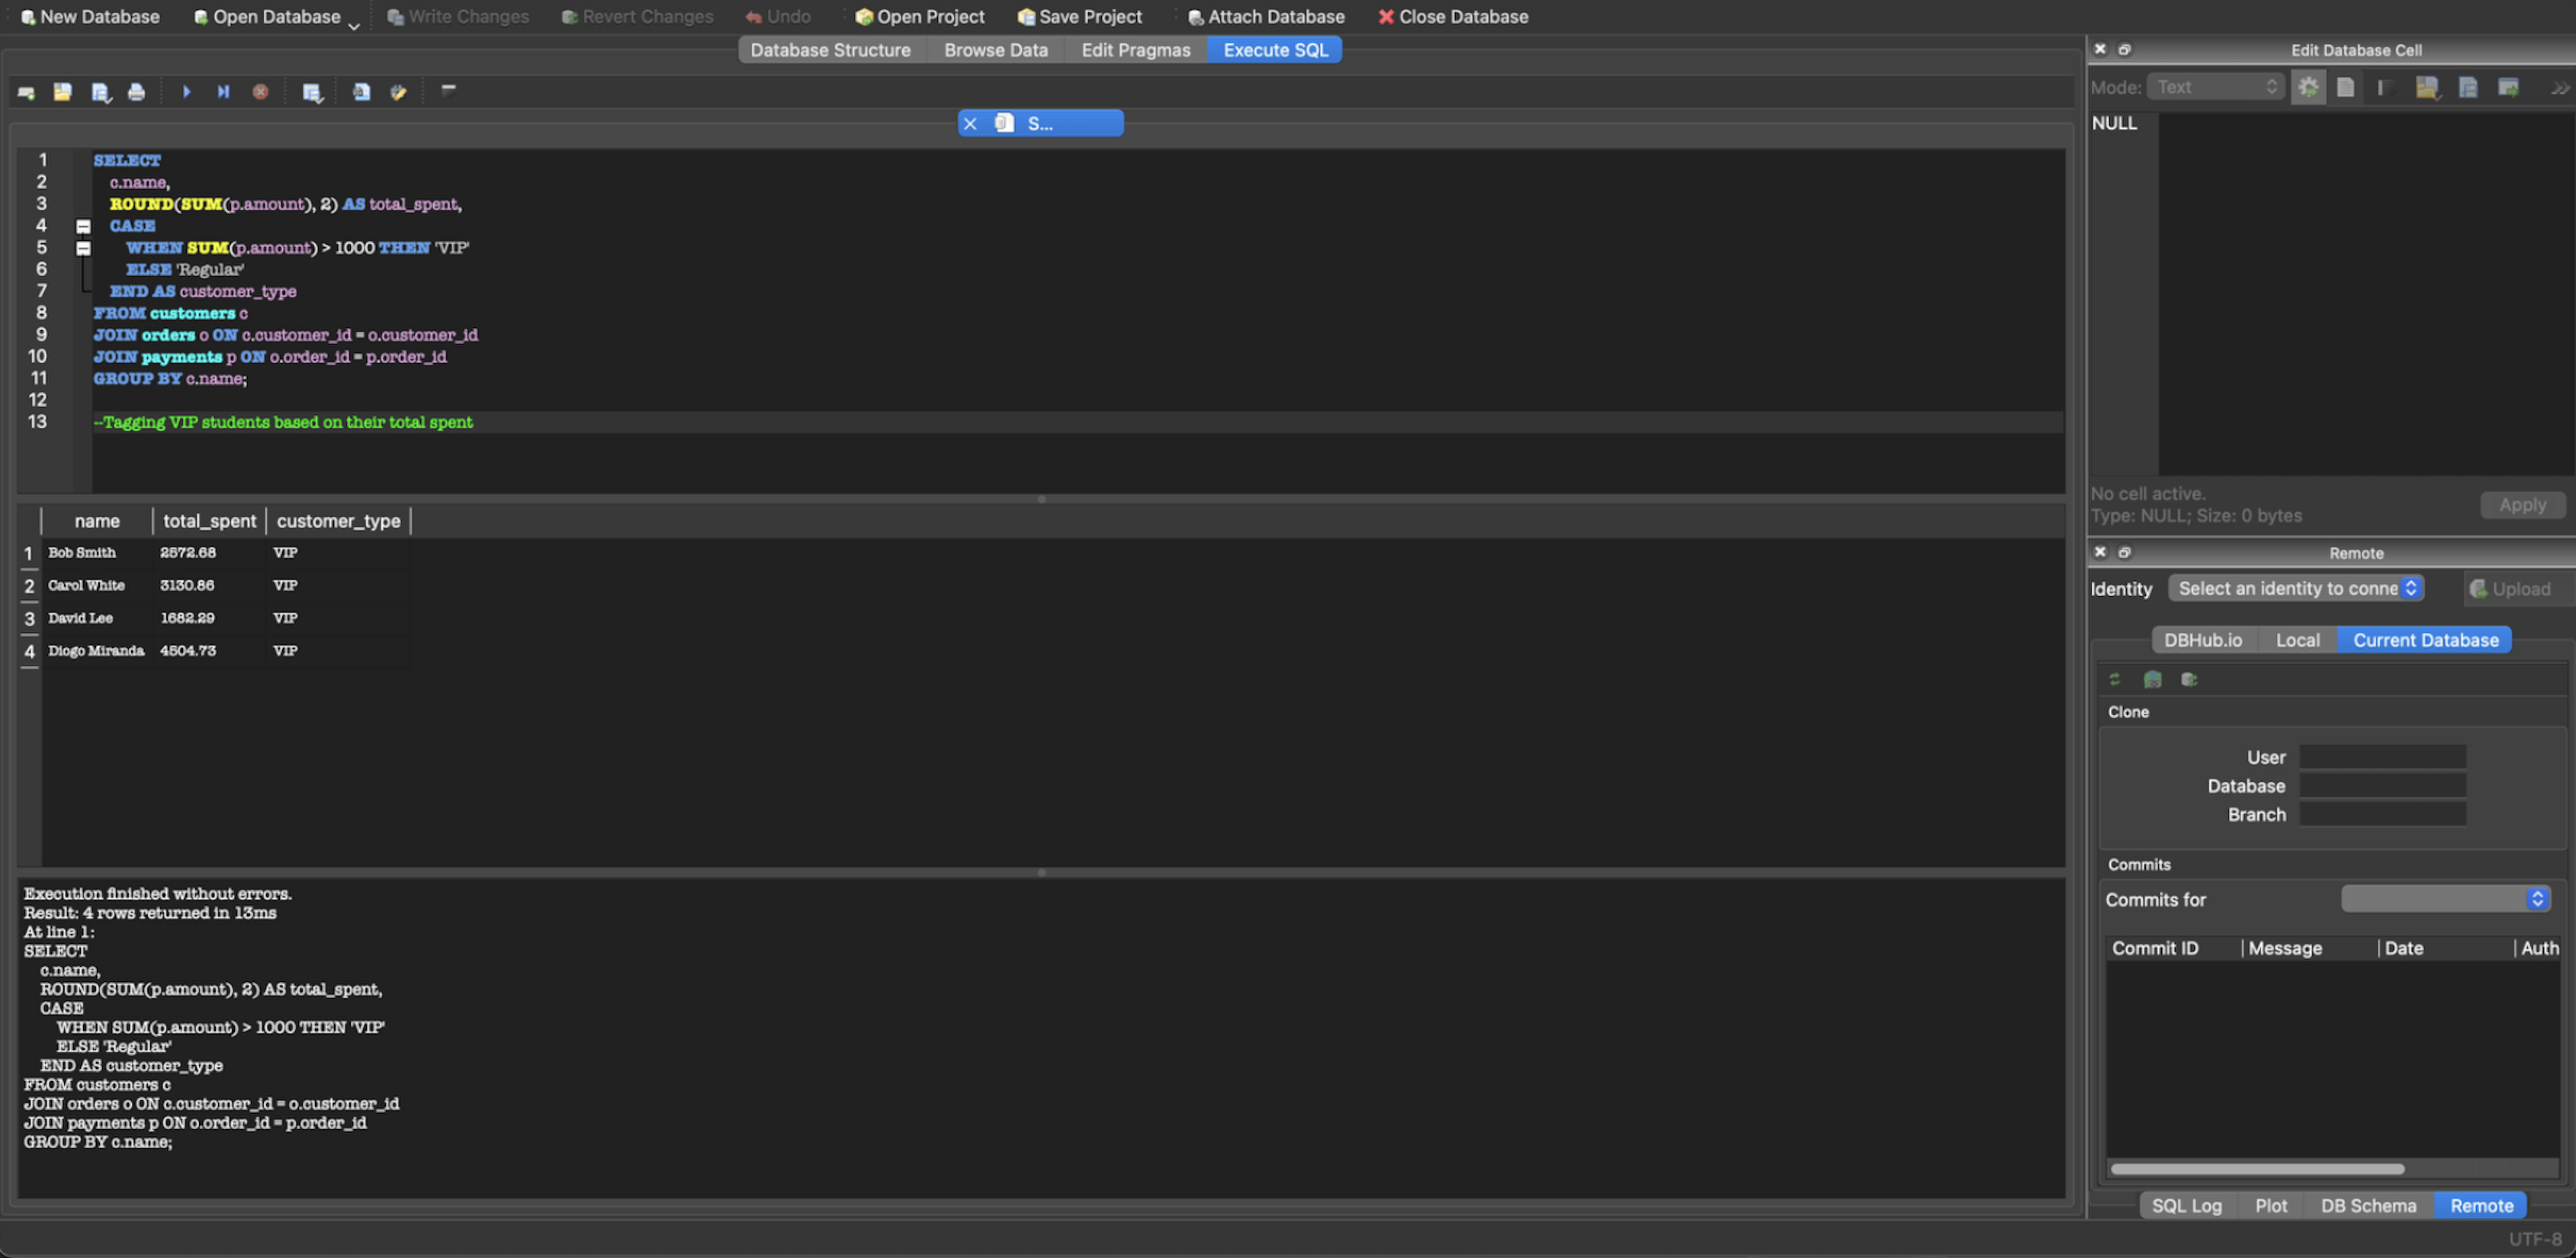 New Database Open Database Write Changes Revert Changes Undo Open Project Save Project Attach Database Close Database
Database Structure Browse Data Edit Pragmas Execute SQL
S...
1 SELECT
2 c.name,
3 ROUND(SUM(p.amount), 2) AS total_spent,
4 CASE
5 WHEN SUM(p.amount) > 1000 THEN 'VIP'
6 ELSE 'Regular'
7 END AS customer_type
8 FROM customers c
9 JOIN orders o ON c.customer_id = o.customer_id
10 JOIN payments p ON o.order_id = p.order_id
11 GROUP BY c.name;
12
13 --Tagging VIP students based on their total spent
name total_spent customer_type
1 Bob Smith 2572.68 VIP
2 Carol White 3130.86 VIP
3 David Lee 1682.29 VIP
4 Diogo Miranda 4504.73 VIP
Execution finished without errors.
Result: 4 rows returned in 13ms
At line 1:
SELECT
c.name,
ROUND(SUM(p.amount), 2) AS total_spent,
CASE
WHEN SUM(p.amount) > 1000 THEN 'VIP'
ELSE 'Regular'
END AS customer_type
FROM customers c
JOIN orders o ON c.customer_id = o.customer_id
JOIN payments p ON o.order_id = p.order_id
GROUP BY c.name;
Edit Database Cell
Mode: Text
NULL
No cell active.
Type: NULL; Size: 0 bytes
Apply
Remote
Identity Select an identity to conne Upload
DBHub.io Local Current Database
Clone
User
Database
Branch
Commits
Commits for
Commit ID Message Date Auth
SQL Log Plot DB Schema Remote
UTF-8